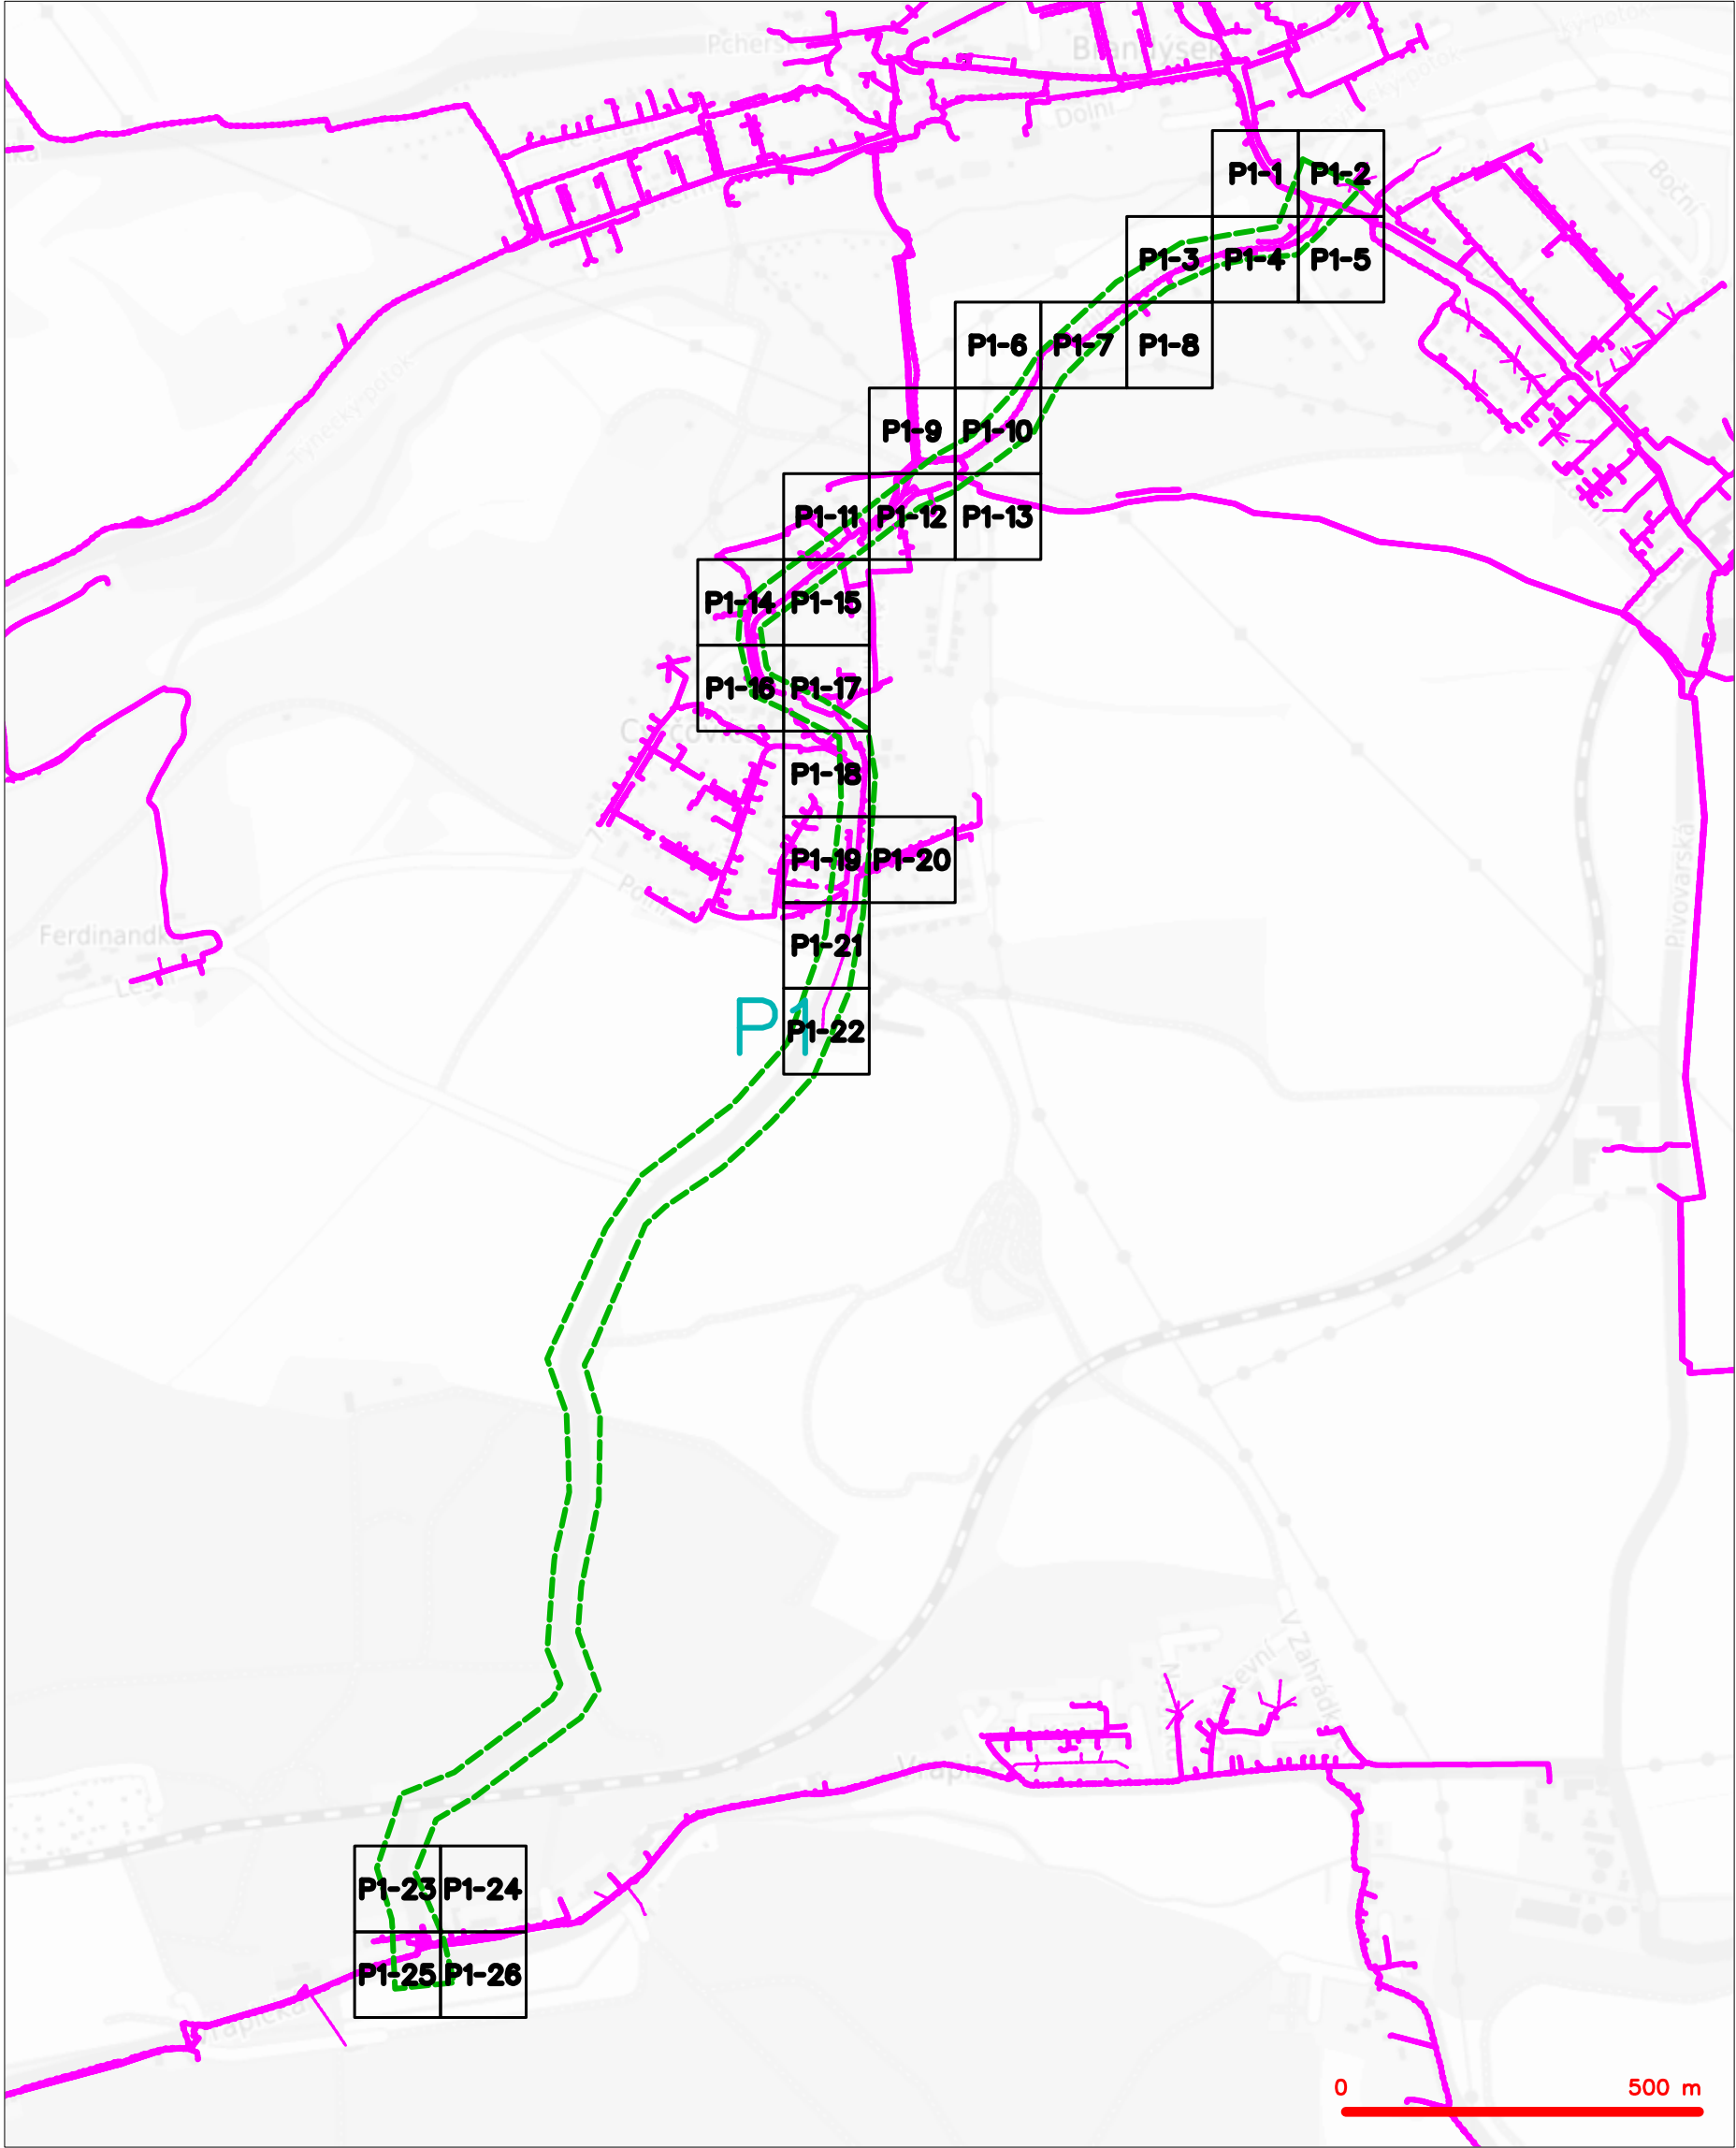 Dolní
Boční
P1-1 P1-2
P1-3 P1-4 P1-5
P1-6 P1-7 P1-8
Týnecký potok
P1-9 P1-10
P1-11 P1-12 P1-13
P1-14 P1-15
P1-16 P1-17
P1-18
P1-19 P1-20
Pivovarská
Ferdinandka
P1-21
P1
P1-22
V Zahrádk
P1-23 P1-24
P1-25 P1-26
0 500 m